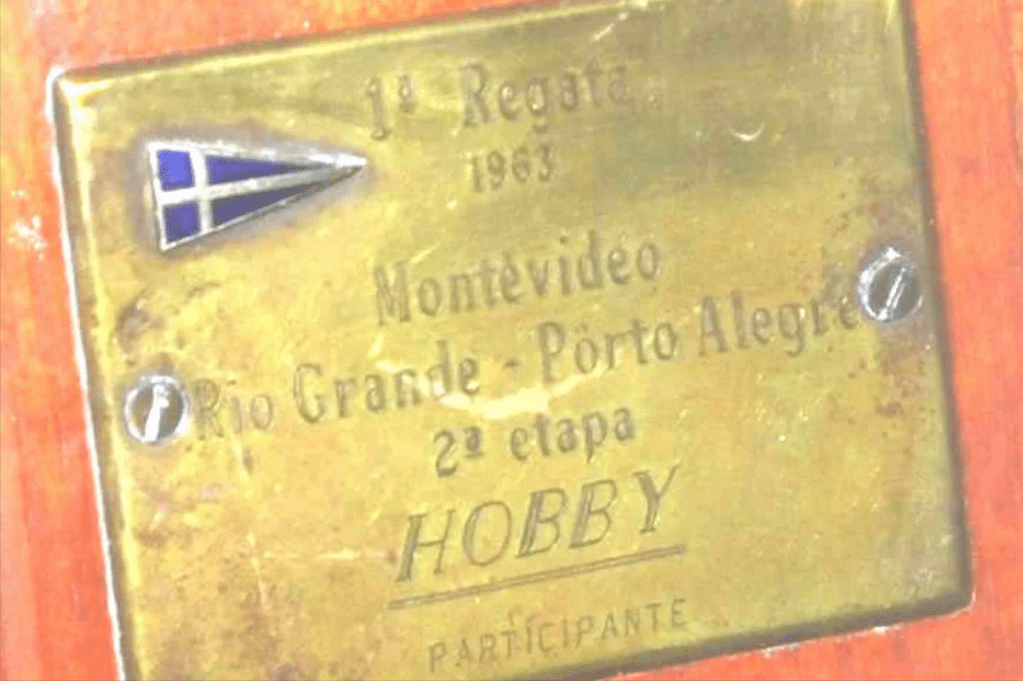 1ª Regata
1963
Montevideo
Rio Grande - Pôrto Alegre
2ª etapa
HOBBY
PARTICIPANTE